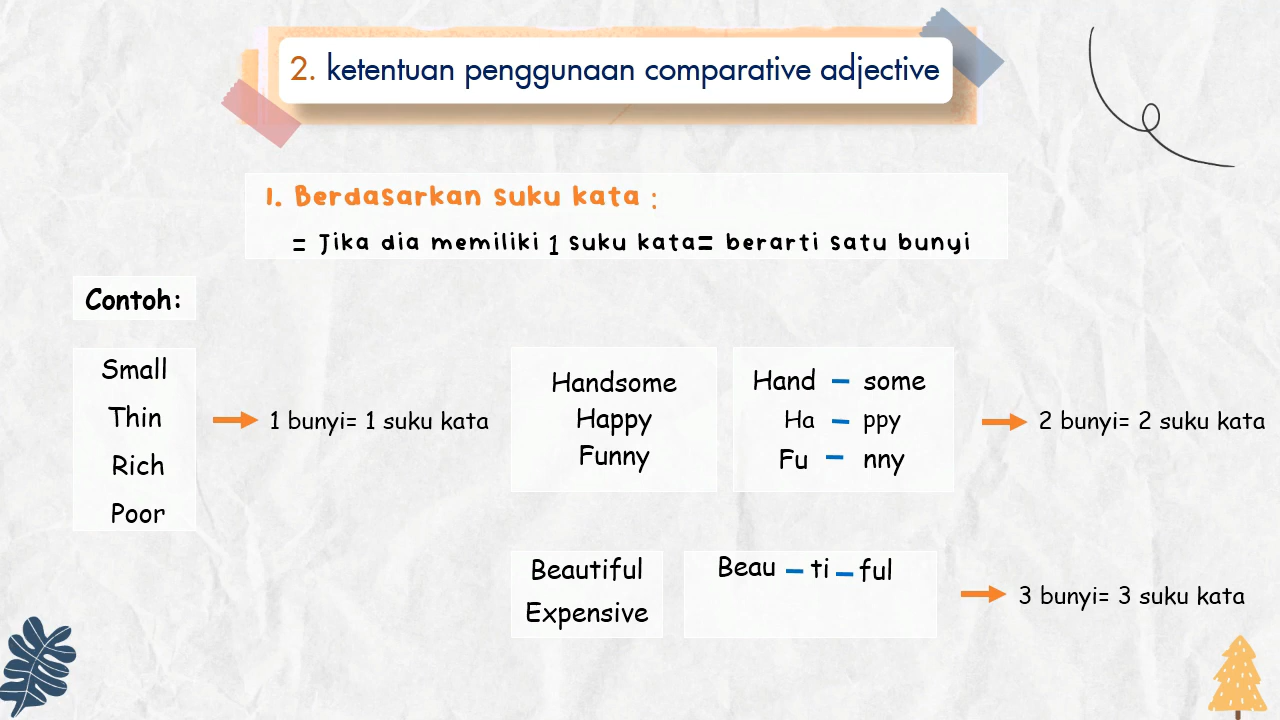 2. ketentuan penggunaan comparative adjective
1. Berdasarkan suku kata :
= Jika dia memiliki 1 suku kata= berarti satu bunyi
Contoh:
Small
Thin
Rich
Poor
1 bunyi= 1 suku kata
Handsome
Happy
Funny
Hand – some
Ha – ppy
Fu – nny
2 bunyi= 2 suku kata
Beautiful
Expensive
Beau – ti – ful
3 bunyi= 3 suku kata